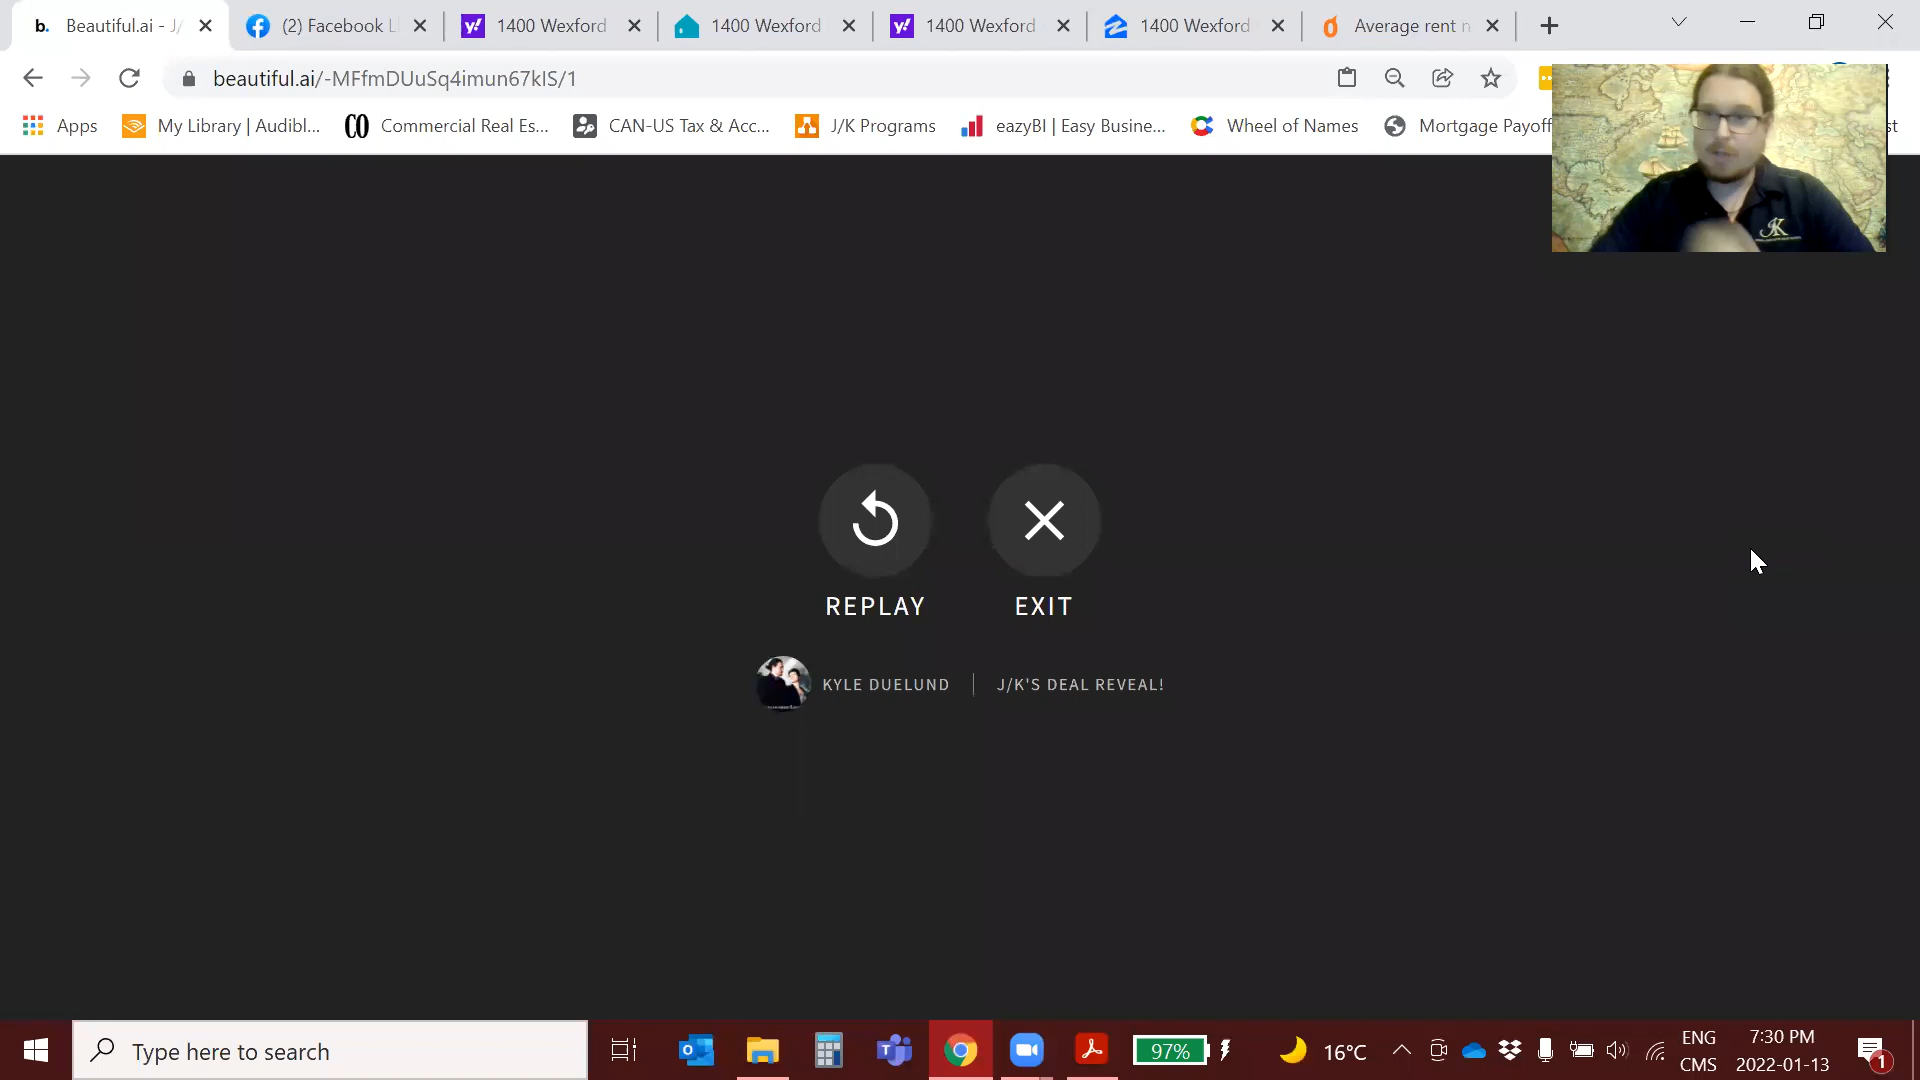 b. Beautiful.ai - J/ (2) Facebook L y! 1400 Wexford 1400 Wexford y! 1400 Wexford 1400 Wexford Average rent n
beautiful.ai/-MFfmDUuSq4imun67kIS/1
Apps My Library | Audibl... Commercial Real Es... CAN-US Tax & Acc... J/K Programs eazyBI | Easy Busine... Wheel of Names Mortgage Payoff st
JK
REPLAY EXIT
KYLE DUELUND | J/K'S DEAL REVEAL!
Type here to search 97% 16°C ENG 7:30 PM
CMS 2022-01-13 1